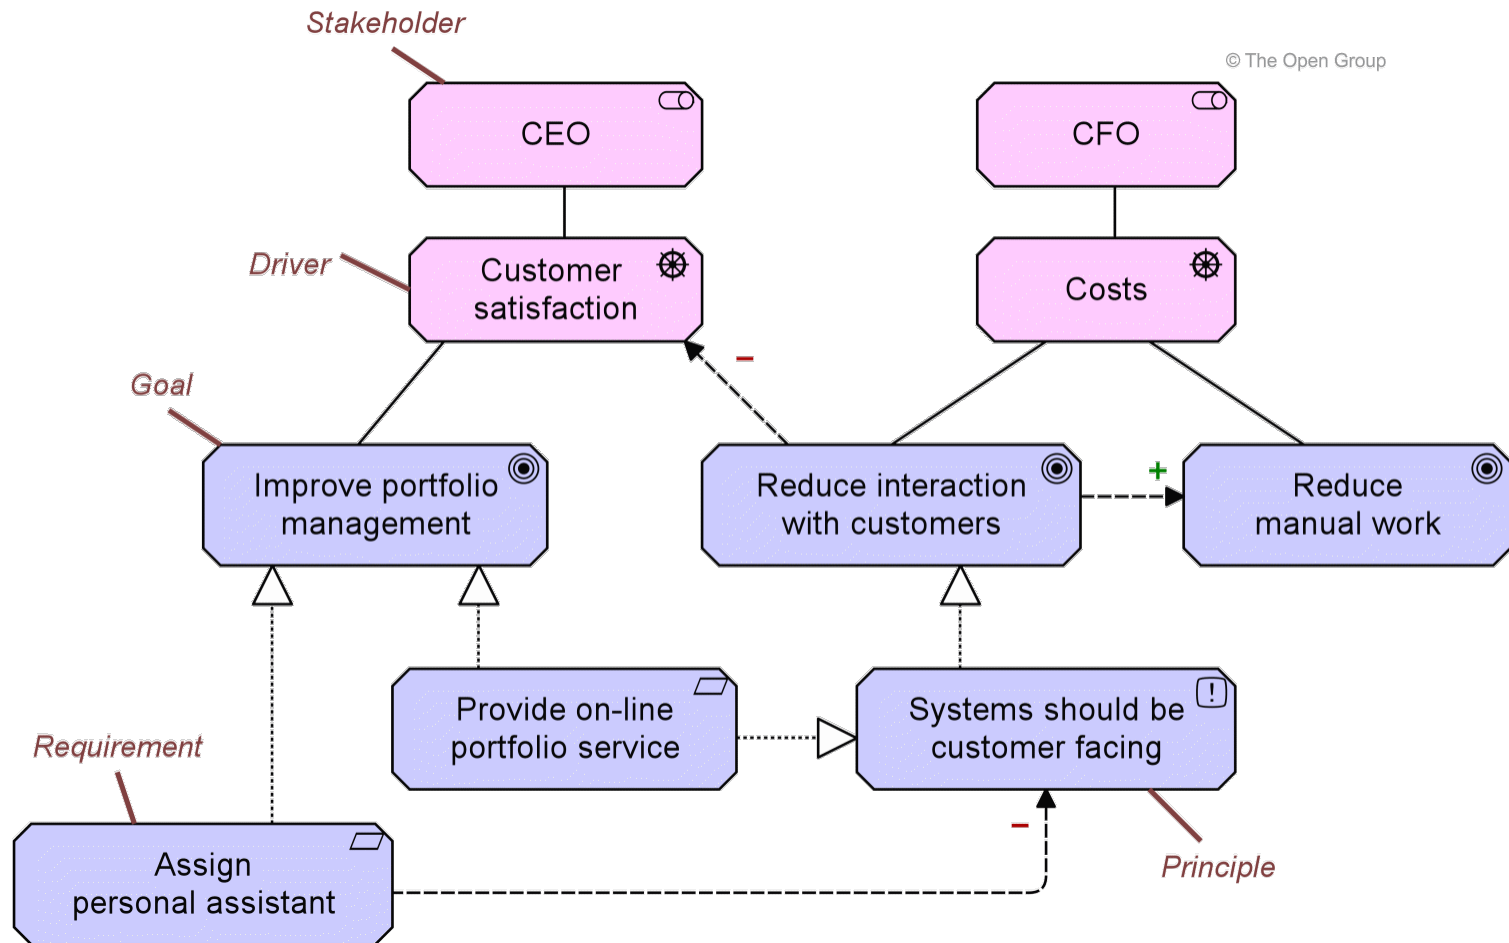 Stakeholder
© The Open Group
CEO
CFO
Driver
Customer
satisfaction
Costs
–
Goal
Improve portfolio
management
Reduce interaction
with customers
+
Reduce
manual work
Provide on-line
portfolio service
Systems should be
customer facing
!
Requirement
–
Assign
personal assistant
Principle